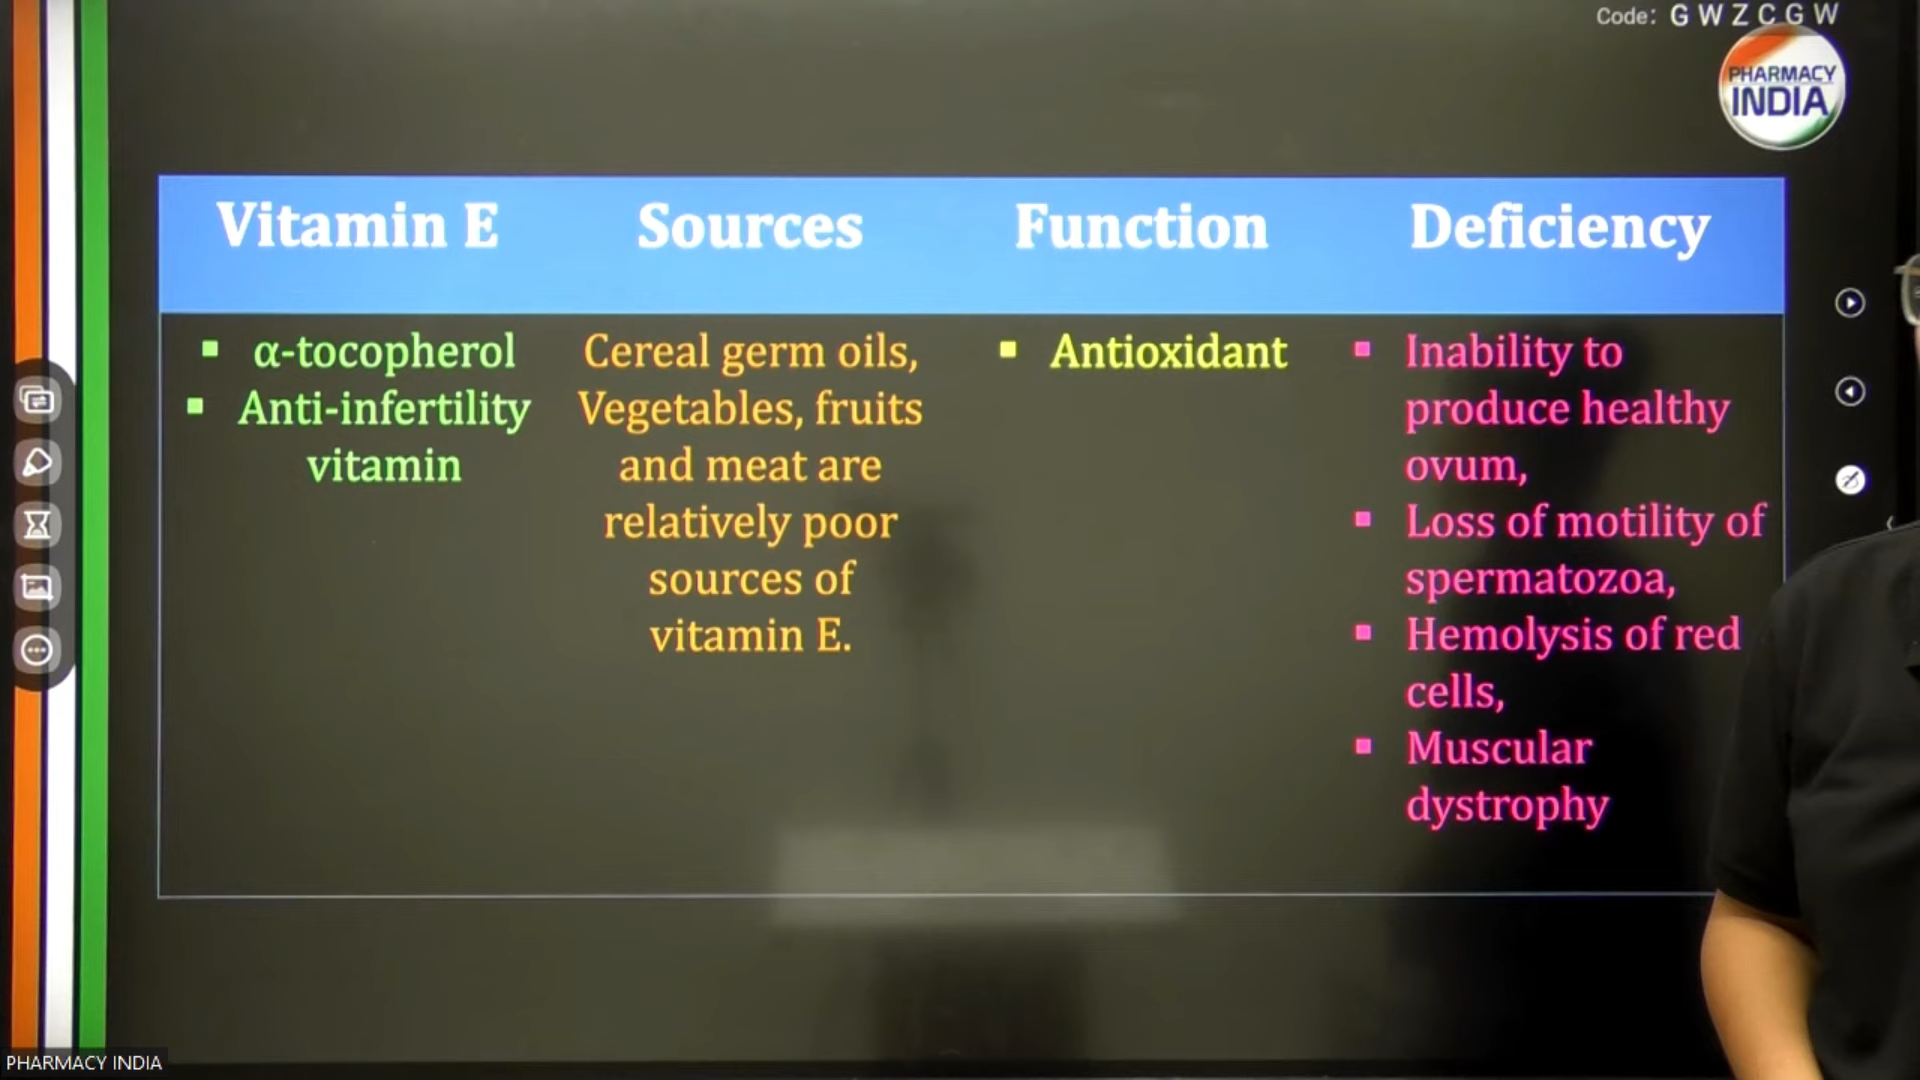 Code: G W Z C G W
PHARMACY
INDIA
Vitamin E
Sources
Function
Deficiency
▪ α-tocopherol
▪ Anti-infertility
vitamin
Cereal germ oils,
Vegetables, fruits
and meat are
relatively poor
sources of
vitamin E.
▪ Antioxidant
▪ Inability to
produce healthy
ovum,
▪ Loss of motility of
spermatozoa,
▪ Hemolysis of red
cells,
▪ Muscular
dystrophy
PHARMACY INDIA